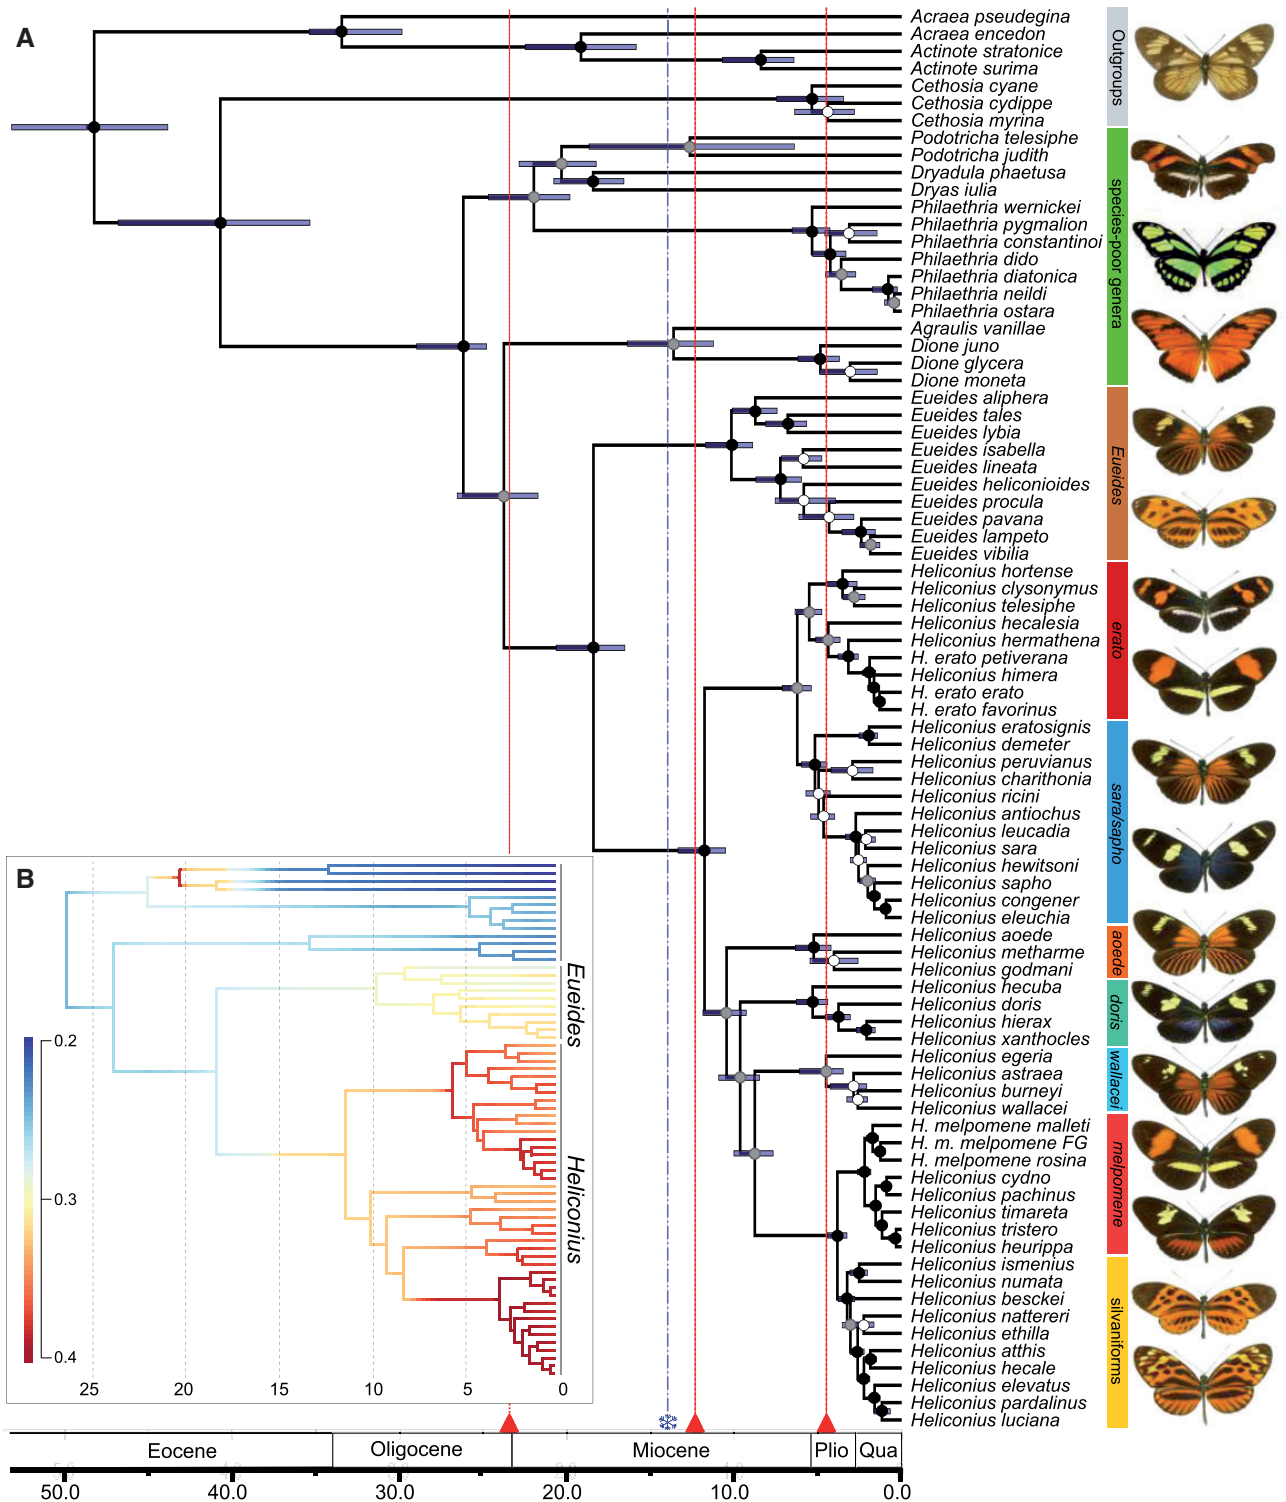 A
Acraea pseudegina
Acraea encedon
Actinote stratonice
Actinote surima
Cethosia cyane
Cethosia cydippe
Cethosia myrina
Podotricha telesiphe
Podotricha judith
Dryadula phaetusa
Dryas iulia
Philaethria wernickei
Philaethria pygmalion
Philaethria constantinoi
Philaethria dido
Philaethria diatonica
Philaethria neildi
Philaethria ostara
Agraulis vanillae
Dione juno
Dione glycera
Dione moneta
Eueides aliphera
Eueides tales
Eueides lybia
Eueides isabella
Eueides lineata
Eueides heliconioides
Eueides procula
Eueides pavana
Eueides lampeto
Eueides vibilia
Heliconius hortense
Heliconius clysonymus
Heliconius telesiphe
Heliconius hecalesia
Heliconius hermathena
H. erato petiverana
Heliconius himera
H. erato erato
H. erato favorinus
Heliconius eratosignis
Heliconius demeter
Heliconius peruvianus
Heliconius charithonia
Heliconius ricini
Heliconius antiochus
Heliconius leucadia
Heliconius sara
Heliconius hewitsoni
Heliconius sapho
Heliconius congener
Heliconius eleuchia
Heliconius aoede
Heliconius metharme
Heliconius godmani
Heliconius hecuba
Heliconius doris
Heliconius hierax
Heliconius xanthocles
Heliconius egeria
Heliconius astraea
Heliconius burneyi
Heliconius wallacei
H. melpomene malleti
H. m. melpomene FG
H. melpomene rosina
Heliconius cydno
Heliconius pachinus
Heliconius timareta
Heliconius tristero
Heliconius heurippa
Heliconius ismenius
Heliconius numata
Heliconius besckei
Heliconius nattereri
Heliconius ethilla
Heliconius atthis
Heliconius hecale
Heliconius elevatus
Heliconius pardalinus
Heliconius luciana
Outgroups
species-poor genera
Eueides
erato
sara/sapho
aoede
doris
wallacei
melpomene
silvaniforms
B
Eueides
Heliconius
0.2
0.3
0.4
25 20 15 10 5 0
Eocene Oligocene Miocene Plio Qua
50.0 40.0 30.0 20.0 10.0 0.0